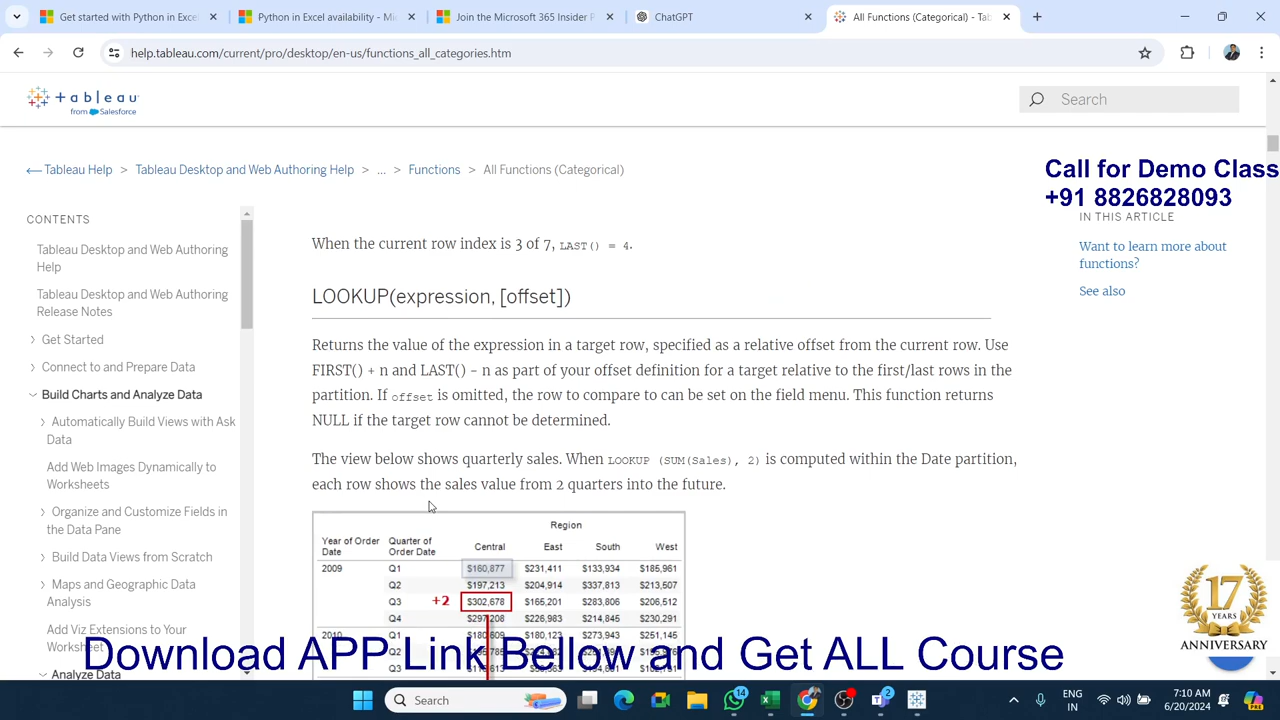 Get started with Python in Exce
Python in Excel availability - Mi
Join the Microsoft 365 Insider P
ChatGPT
All Functions (Categorical) - Tab
help.tableau.com/current/pro/desktop/en-us/functions_all_categories.htm
+ a b | e a u
from Salesforce
Search
Tableau Help > Tableau Desktop and Web Authoring Help > ... > Functions > All Functions (Categorical)
Call for Demo Class
+91 8826828093
IN THIS ARTICLE
Want to learn more about
functions?
See also
CONTENTS
Tableau Desktop and Web Authoring
Help
Tableau Desktop and Web Authoring
Release Notes
Get Started
Connect to and Prepare Data
Build Charts and Analyze Data
Automatically Build Views with Ask
Data
Add Web Images Dynamically to
Worksheets
Organize and Customize Fields in
the Data Pane
Build Data Views from Scratch
Maps and Geographic Data
Analysis
Add Viz Extensions to Your
Worksheet
Analyze Data
When the current row index is 3 of 7, LAST() = 4.
LOOKUP(expression, [offset])
Returns the value of the expression in a target row, specified as a relative offset from the current row. Use
FIRST() + n and LAST() - n as part of your offset definition for a target relative to the first/last rows in the
partition. If offset is omitted, the row to compare to can be set on the field menu. This function returns
NULL if the target row cannot be determined.
The view below shows quarterly sales. When LOOKUP (SUM(Sales), 2) is computed within the Date partition,
each row shows the sales value from 2 quarters into the future.
Region
Year of Order Date Quarter of Order Date Central East South West
2009 Q1 $160,877 $231,411 $133,934 $185,961
Q2 $197,213 $204,914 $337,813 $213,507
+2 Q3 $302,678 $165,201 $283,806 $206,512
Q4 $226,983 $214,845 $230,291
2010 Q1 $180,123 $273,943 $251,145
Q2
Q3
17
YEARS
ANNIVERSARY
Download APP Link Bellow and Get ALL Course
Search
14
2
ENG
IN
7:10 AM
6/20/2024